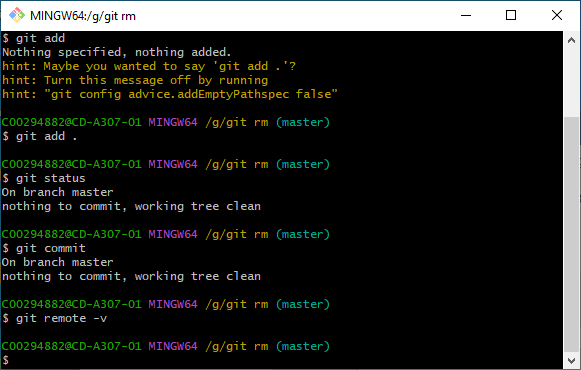 MINGW64:/g/git rm
$ git add
Nothing specified, nothing added.
hint: Maybe you wanted to say 'git add .'?
hint: Turn this message off by running
hint: "git config advice.addEmptyPathspec false"
C00294882@CD-A307-01 MINGW64 /g/git rm (master)
$ git add .
C00294882@CD-A307-01 MINGW64 /g/git rm (master)
$ git status
On branch master
nothing to commit, working tree clean
C00294882@CD-A307-01 MINGW64 /g/git rm (master)
$ git commit
On branch master
nothing to commit, working tree clean
C00294882@CD-A307-01 MINGW64 /g/git rm (master)
$ git remote -v
C00294882@CD-A307-01 MINGW64 /g/git rm (master)
$